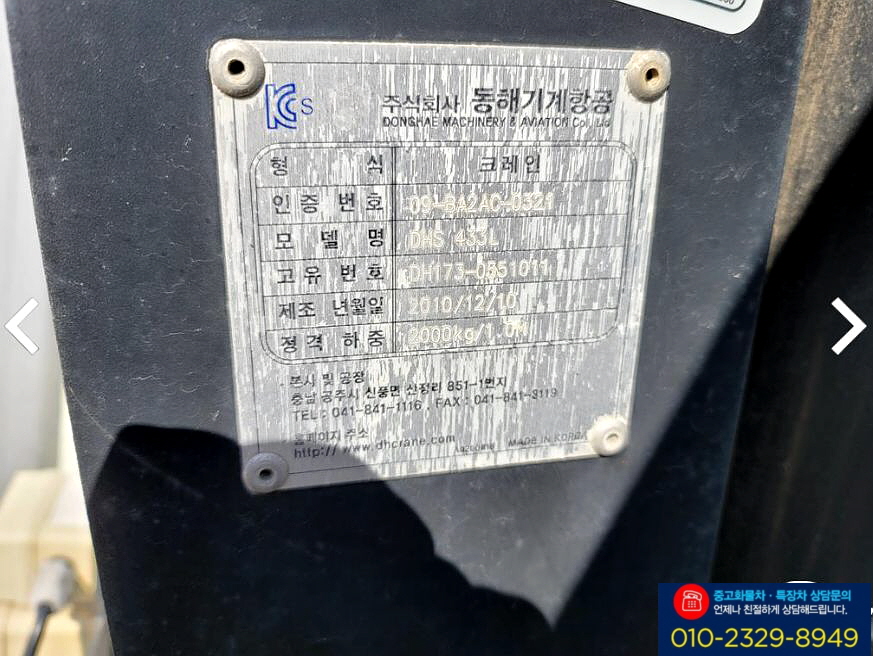 KCs 주식회사 동해기계항공
DONGHAE MACHINERY & AVIATION Co., Ltd
형 식 크레인
인증 번호 09-BA2AC-0321
모 델 명 DHS 433L
고유 번호 DH173-0551011
제조 년월일 2010/12/10
정격 하중 2000kg/1.0M
본사 및 공장
충남 공주시 신풍면 산정리 851-1번지
TEL : 041-841-1116 , FAX : 041-841-3119
홈페이지 주소
http://www.dhcrane.com MADE IN KOREA
중고화물차 · 특장차 상담문의
언제나 친절하게 상담해드립니다.
010-2329-8949